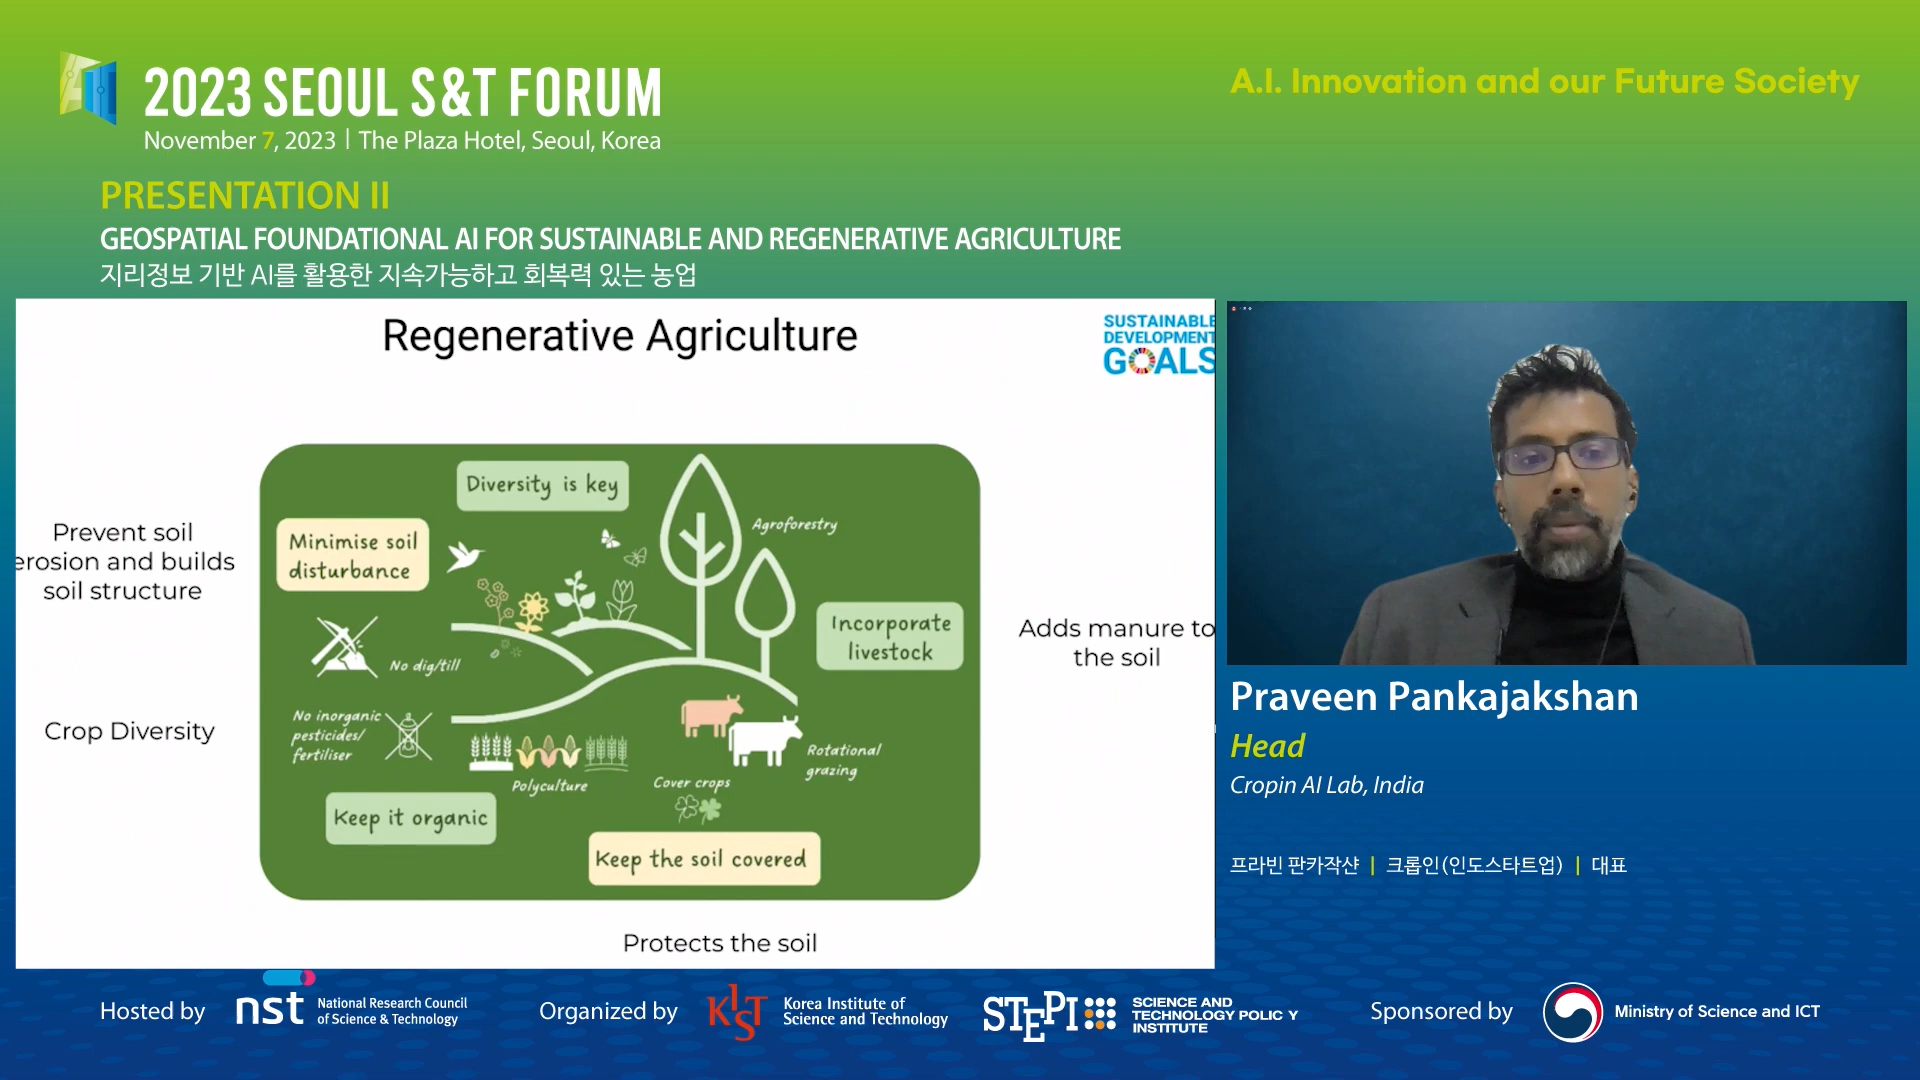 2023 SEOUL S&T FORUM
November 7, 2023 | The Plaza Hotel, Seoul, Korea
A.I. Innovation and our Future Society
PRESENTATION II
GEOSPATIAL FOUNDATIONAL AI FOR SUSTAINABLE AND REGENERATIVE AGRICULTURE
지리정보 기반 AI를 활용한 지속가능하고 회복력 있는 농업
Regenerative Agriculture
SUSTAINABLE
DEVELOPMENT
GOALS
Prevent soil
erosion and builds
soil structure
Crop Diversity
Diversity is key
Minimise soil
disturbance
Agroforestry
Incorporate
livestock
No dig/till
No inorganic
pesticides/
fertiliser
Polyculture
Cover crops
Rotational
grazing
Keep it organic
Keep the soil covered
Adds manure to
the soil
Protects the soil
Praveen Pankajakshan
Head
Cropin AI Lab, India
프라빈 판카작샨 | 크롭인(인도스타트업) | 대표
Hosted by
nst
National Research Council
of Science & Technology
Organized by
KIST
Korea Institute of
Science and Technology
STEPI
SCIENCE AND
TECHNOLOGY POLICY
INSTITUTE
Sponsored by
Ministry of Science and ICT